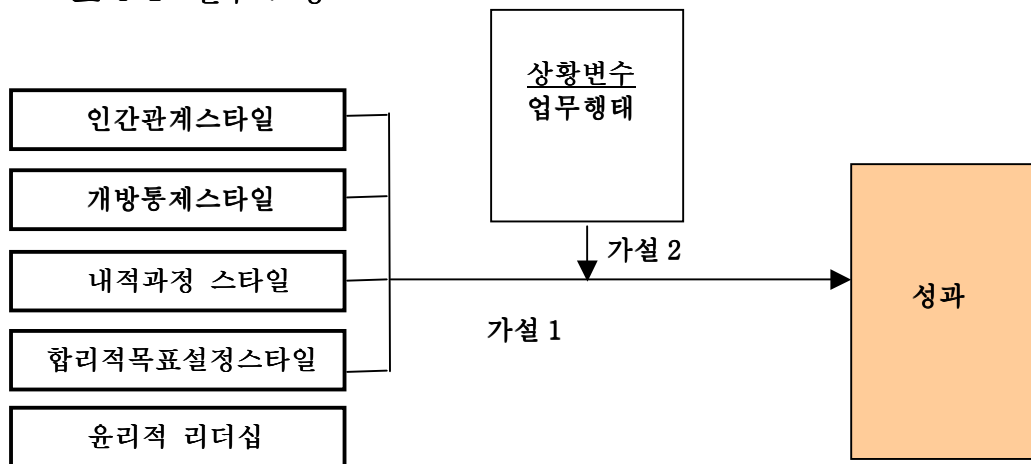 상황변수
업무행태
인간관계스타일
개방통제스타일
내적과정 스타일
합리적목표설정스타일
윤리적 리더십
가설 2
가설 1
성과